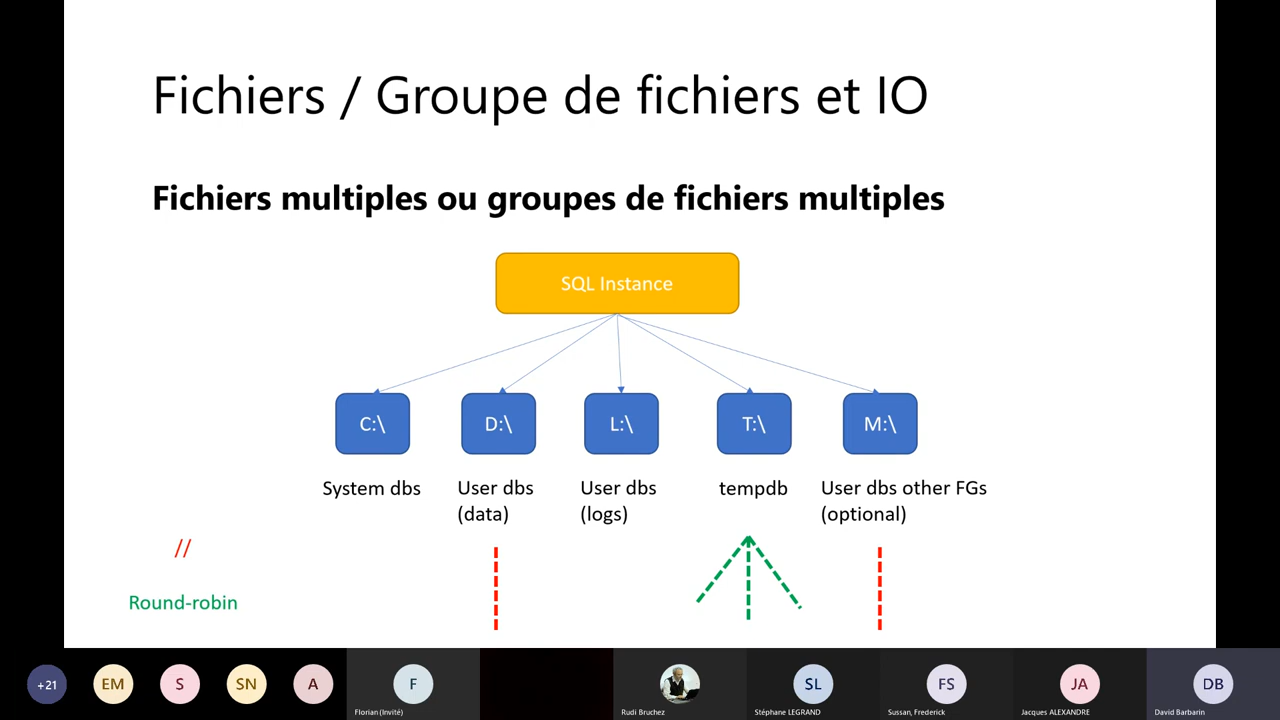 Fichiers / Groupe de fichiers et IO
Fichiers multiples ou groupes de fichiers multiples
SQL Instance
C:\
D:\
L:\
T:\
M:\
System dbs
User dbs
(data)
User dbs
(logs)
tempdb
User dbs other FGs
(optional)
//
Round-robin
+21
EM
S
SN
A
F
SL
FS
JA
DB
Florian (Invité)
Rudi Bruchez
Stéphane LEGRAND
Sussan, Frederick
Jacques ALEXANDRE
David Barbarin